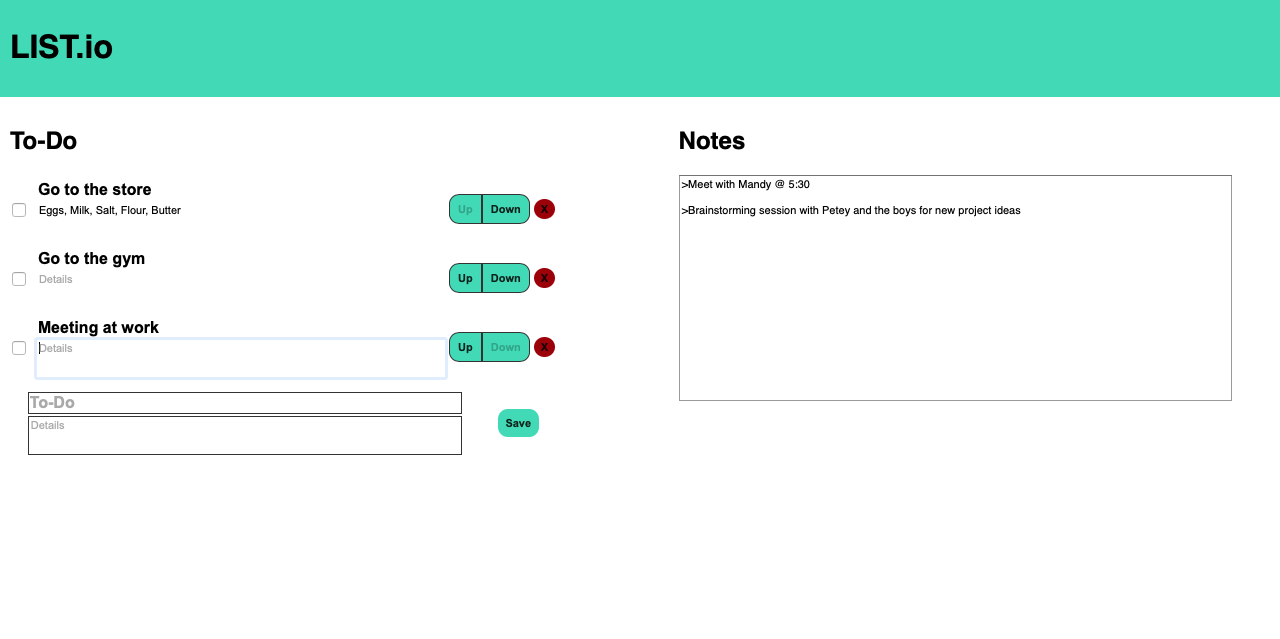 LIST.io
To-Do
Go to the store
Eggs, Milk, Salt, Flour, Butter
Up Down X
Go to the gym
Details
Up Down X
Meeting at work
Details
Up Down X
To-Do
Details
Save
Notes
>Meet with Mandy @ 5:30
>Brainstorming session with Petey and the boys for new project ideas